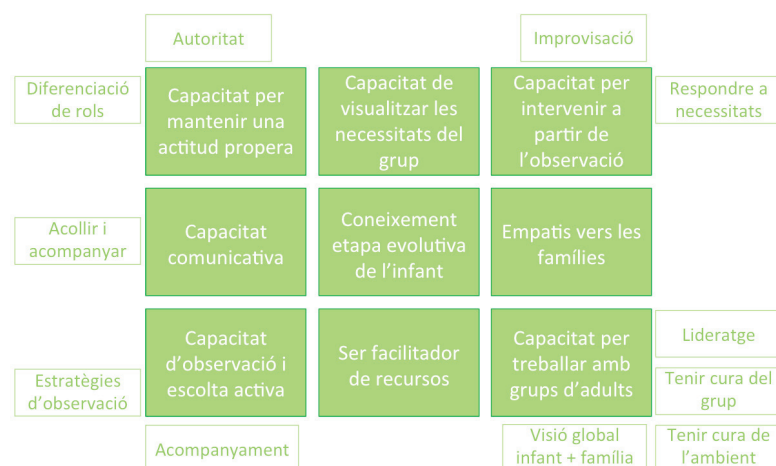 Autoritat
Improvisació
Diferenciació
de rols
Capacitat per
mantenir una
actitud propera
Capacitat de
visualitzar les
necessitats del
grup
Capacitat per
intervenir a
partir de
l’observació
Respondre a
necessitats
Acollir i
acompanyar
Capacitat
comunicativa
Coneixement
etapa evolutiva
de l’infant
Empatis vers les
famílies
Estratègies
d’observació
Capacitat
d’observació i
escolta activa
Ser facilitador
de recursos
Capacitat per
treballar amb
grups d’adults
Lideratge
Tenir cura del
grup
Acompanyament
Visió global
infant + família
Tenir cura de
l’ambient